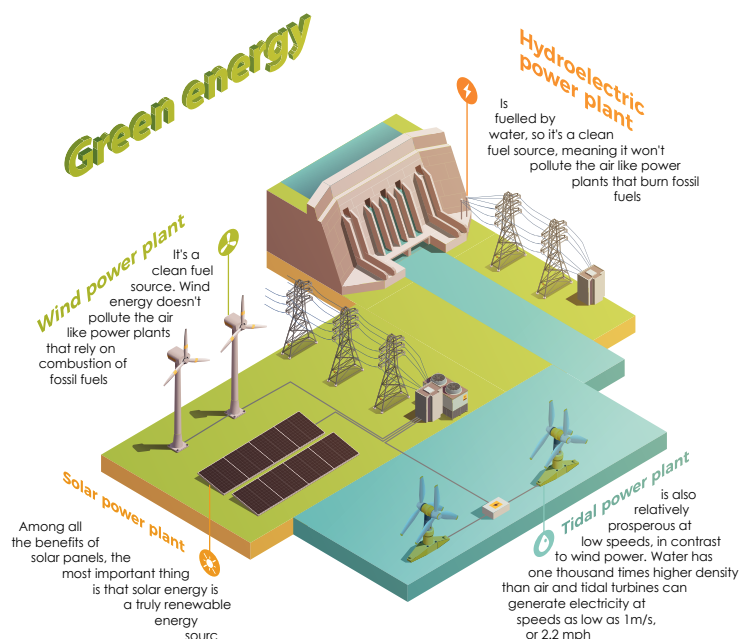 Green energy
Hydroelectric
power plant
Is
fuelled by
water, so it's a clean
fuel source, meaning it won't
pollute the air like power
plants that burn fossil
fuels
Wind power plant
It's a
clean fuel
source. Wind
energy doesn't
pollute the air
like power plants
that rely on
combustion of
fossil fuels
Solar power plant
Among all
the benefits of
solar panels, the
most important thing
is that solar energy is
a truly renewable
energy
sourc
Tidal power plant
is also
relatively
prosperous at
low speeds, in contrast
to wind power. Water has
one thousand times higher density
than air and tidal turbines can
generate electricity at
speeds as low as 1m/s,
or 2.2 mph